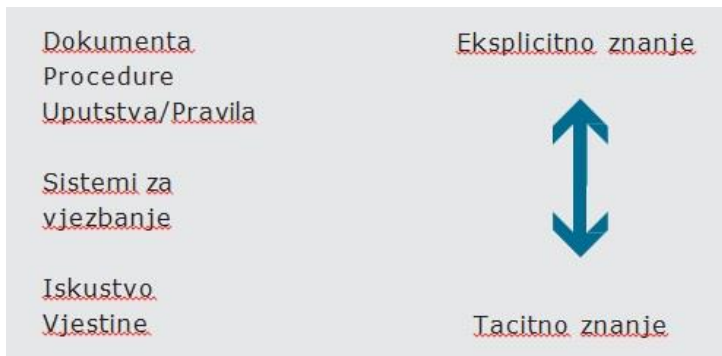 Dokumenta
Procedure
Uputstva/Pravila
Sistemi za
vjezbanje
Iskustvo
Vjestine
Eksplicitno znanje
Tacitno znanje